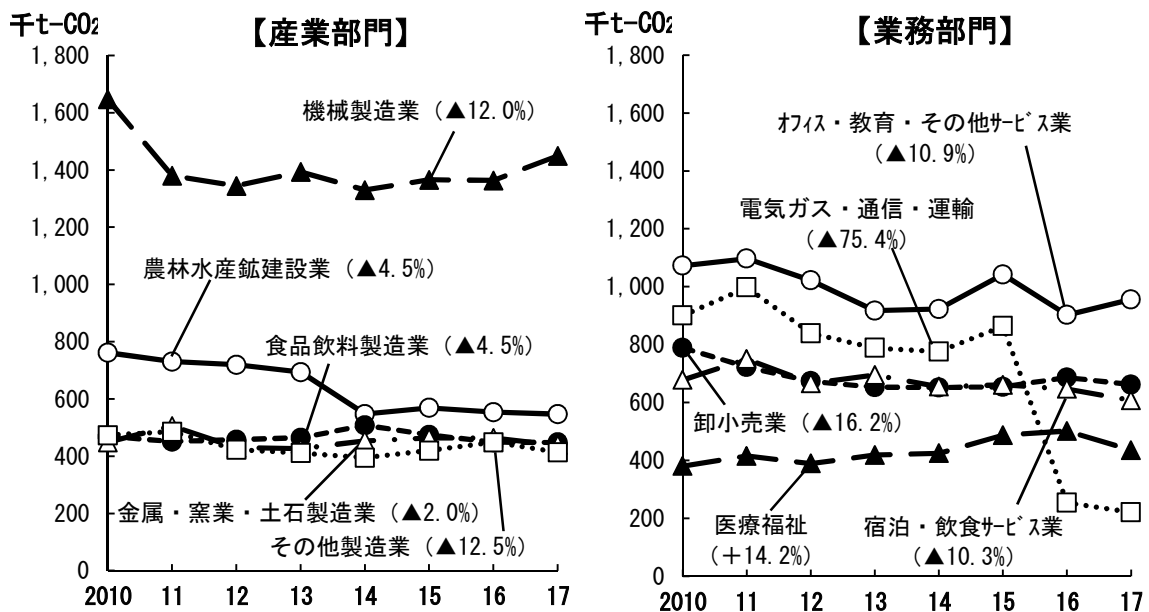 千t-CO2
【産業部門】
1,800
1,600
1,400
1,200
1,000
800
600
400
200
0
2010 11 12 13 14 15 16 17
機械製造業（▲12.0%）
農林水産鉱建設業（▲4.5%）
食品飲料製造業（▲4.5%）
金属・窯業・土石製造業（▲2.0%）
その他製造業（▲12.5%）
千t-CO2
【業務部門】
1,800
1,600
1,400
1,200
1,000
800
600
400
200
0
2010 11 12 13 14 15 16 17
ｵﾌｨｽ・教育・その他ｻｰﾋﾞｽ業
（▲10.9%）
電気ガス・通信・運輸
（▲75.4%）
卸小売業（▲16.2%）
医療福祉
（＋14.2%）
宿泊・飲食ｻｰﾋﾞｽ業
（▲10.3%）